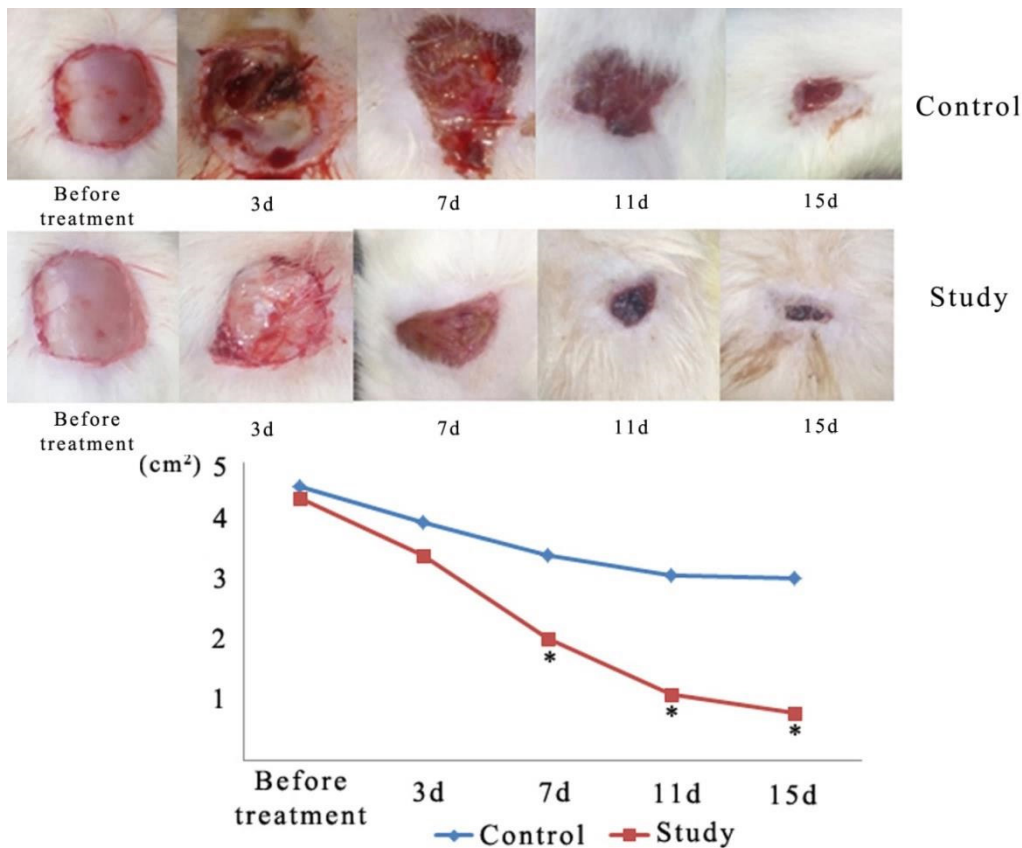 Control
Before
treatment
3d
7d
11d
15d
Study
Before
treatment
3d
7d
11d
15d
(cm²)
5
4
3
2
1
*
*
*
Before
treatment
3d
7d
11d
15d
Control
Study